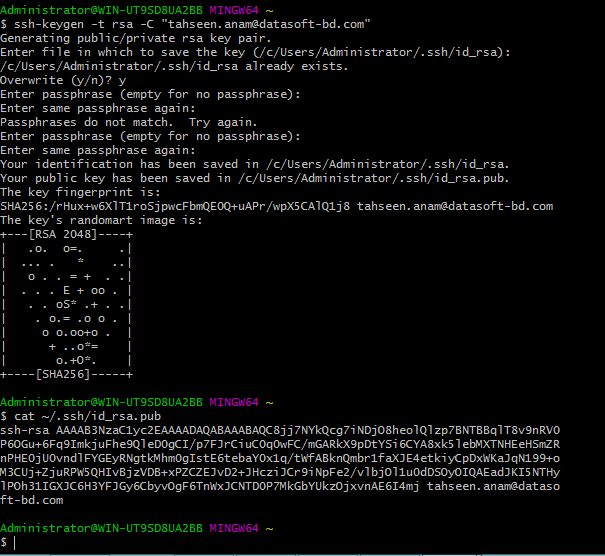 Administrator@WIN-UT9SD8UA2BB MINGW64 ~
$ ssh-keygen -t rsa -C "tahseen.anam@datasoft-bd.com"
Generating public/private rsa key pair.
Enter file in which to save the key (/c/Users/Administrator/.ssh/id_rsa):
/c/Users/Administrator/.ssh/id_rsa already exists.
Overwrite (y/n)? y
Enter passphrase (empty for no passphrase):
Enter same passphrase again:
Passphrases do not match.  Try again.
Enter passphrase (empty for no passphrase):
Enter same passphrase again:
Your identification has been saved in /c/Users/Administrator/.ssh/id_rsa.
Your public key has been saved in /c/Users/Administrator/.ssh/id_rsa.pub.
The key fingerprint is:
SHA256:/rHux+w6XlT1roSjpwcFbmQEOQ+uAPr/wpX5CAlQ1j8 tahseen.anam@datasoft-bd.com
The key's randomart image is:
+---[RSA 2048]----+
|   .o.  o=.     .|
|  ... .   *    ..|
|   o . . = +  . .|
|  . . . E + oo . |
|   . . oS* .+ . .|
|    . o.= .o o . |
|     o o.oo+o .  |
|      + ..o*=    |
|       o.+O*.    |
+----[SHA256]-----+
Administrator@WIN-UT9SD8UA2BB MINGW64 ~
$ cat ~/.ssh/id_rsa.pub
ssh-rsa AAAAB3NzaC1yc2EAAAADAQABAAABAQC8jj7NYkQcg7iNDjO8heolQlzp7BNTBBqlT8v9nRVO
P6OGu+6Fq9ImkjuFhe9QleDOgCI/p7FJrCiuCOqOwFC/mGARkX9pDtYSi6CYA8xk5lebMXTNHEeHSmZR
nPHEOjUOvndlFYGEyRNgtkMhmOgIstE6tebaYOx1q/tWfABknQmbr1faXJE4etkiyCpDxWKaJqN199+o
M3CUj+ZjuRPW5QHIvBjzVDB+xPZCZEJvD2+JHcziJCr9iNpFe2/vlbjOl1uOdDSOyOIQAEadJKI5NTHy
lPOh31IGXJC6H3YFJGy6CbyvOgF6TnWxJCNTDOP7MkGbYUkzOjxvnAE6I4mj tahseen.anam@dataso
ft-bd.com
Administrator@WIN-UT9SD8UA2BB MINGW64 ~
$